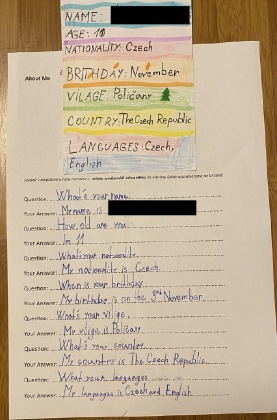 NAME:
AGE: 11
NATIONALITY: Czech
BRITHDAY: November
VILAGE: Poličany
COUNTRY: The Czech Republic
LANGUAGES: Czech,
English
About Me
Question: What's your name.
Your Answer: My name is
Question: How old are you.
Your Answer: Im 11
Question: What's your nationalite.
Your Answer: My nationality is Czech.
Question: When is your birthday.
Your Answer: My birthday is on the 3rd November.
Question: What's your vilige.
Your Answer: My vilige is Poličany.
Question: What's your country.
Your Answer: My country is The Czech Republic.
Question: What your languages.
Your Answer: My languages is Czech and English.